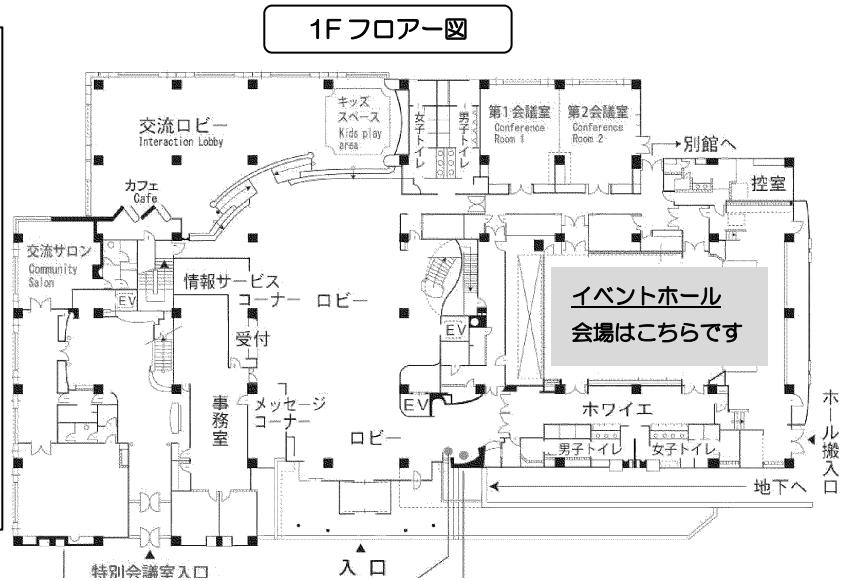 1Fフロアー図
交流ロビー
Interaction Lobby
キッズ
スペース
Kids play
area
女子トイレ
男子トイレ
第1会議室
Conference
Room 1
第2会議室
Conference
Room 2
別館へ
控室
カフェ
Cafe
交流サロン
Community
Salon
EV
情報サービス
コーナー
ロビー
受付
EV
イベントホール
会場はこちらです
事務室
メッセージ
コーナー
EV
ロビー
ホワイエ
男子トイレ
女子トイレ
ホール搬入口
地下へ
特別会議室入口
入口